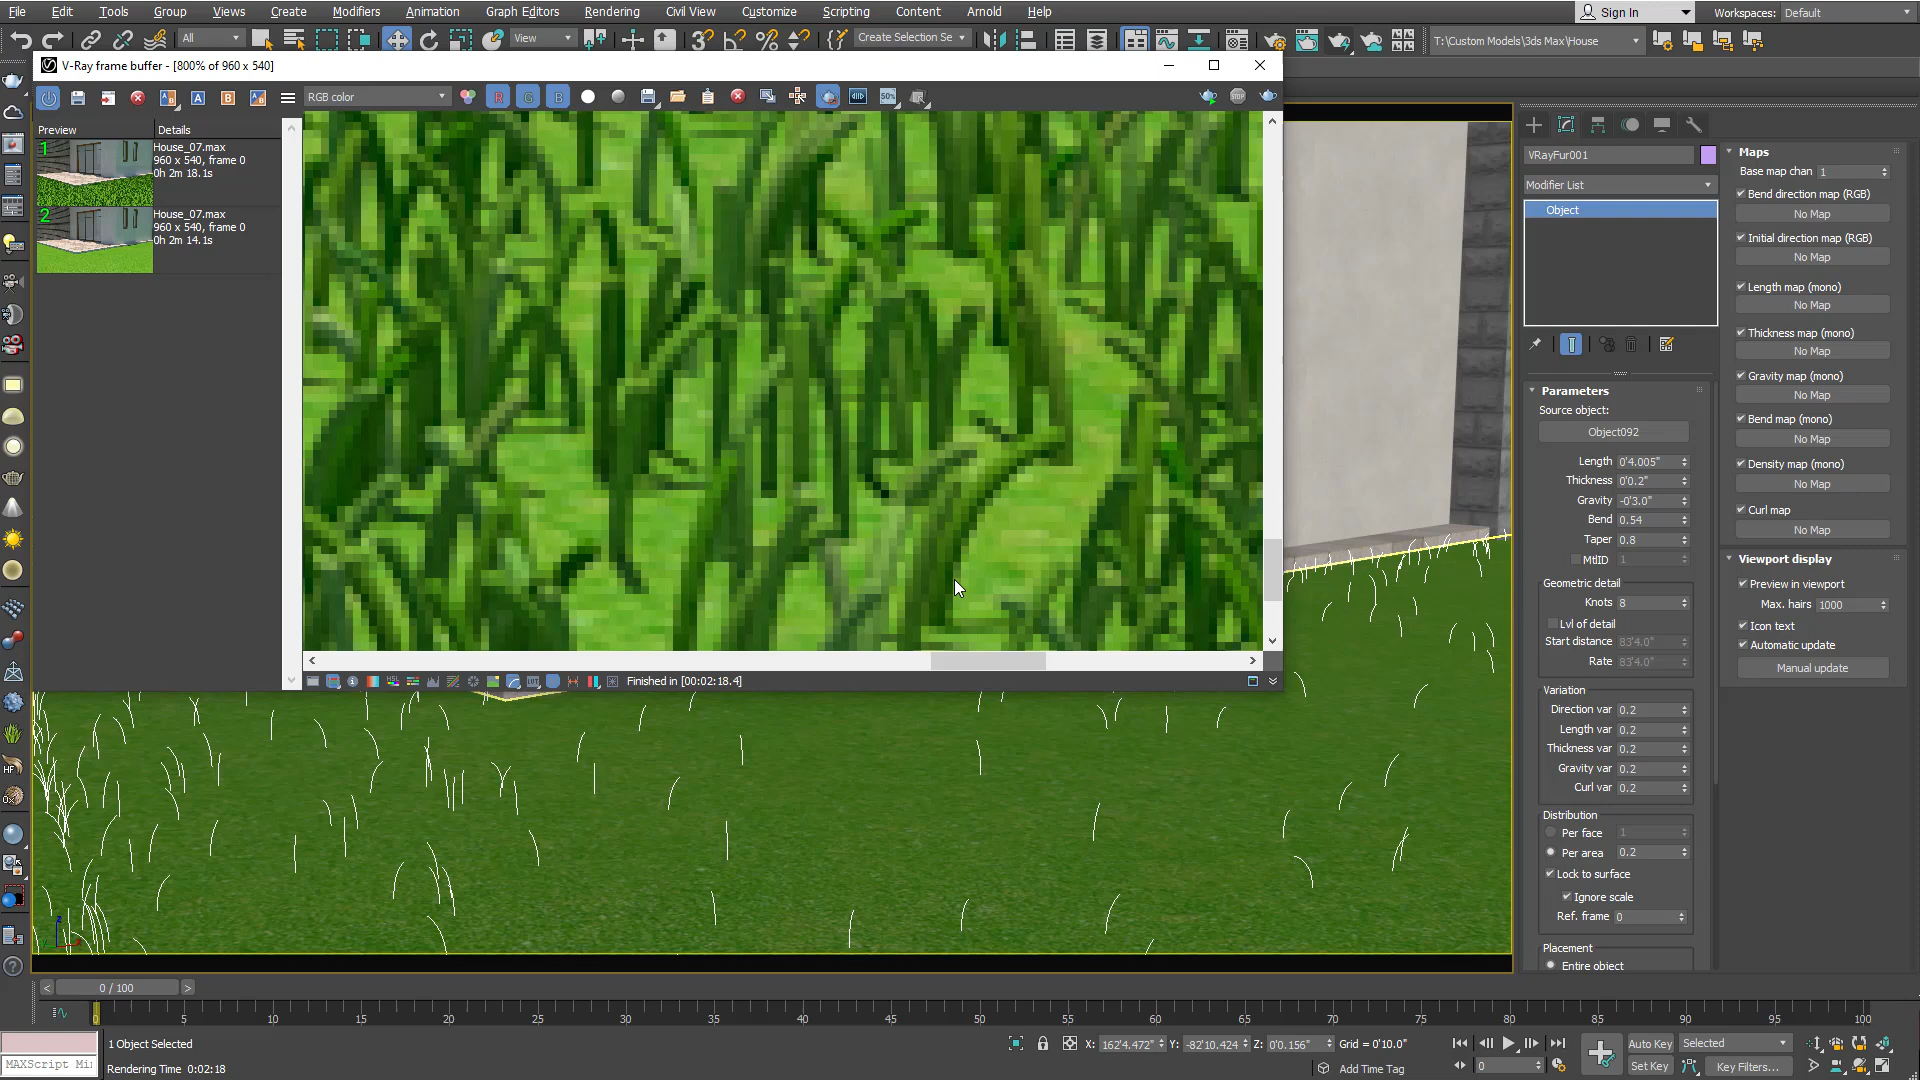 File Edit Tools Group Views Create Modifiers Animation Graph Editors Rendering Civil View Customize Scripting Content Arnold Help Sign In Workspaces: Default
All View Create Selection Se T:\Custom Models\3ds Max\House
V-Ray frame buffer - [800% of 960 x 540]
RGB color R G B 50%
Preview Details
1 House_07.max
960 x 540, frame 0
0h 2m 18.1s
2 House_07.max
960 x 540, frame 0
0h 2m 14.1s
Finished in [00:02:18.4]
VRayFur001
Modifier List
Object
Parameters
Source object:
Object092
Length 0'4.005"
Thickness 0'0.2"
Gravity -0'3.0"
Bend 0.54
Taper 0.8
MtlID 1
Geometric detail
Knots 8
Lvl of detail
Start distance 83'4.0"
Rate 83'4.0"
Variation
Direction var 0.2
Length var 0.2
Thickness var 0.2
Gravity var 0.2
Curl var 0.2
Distribution
Per face 1
Per area 0.2
Lock to surface
Ignore scale
Ref. frame 0
Placement
Entire object
Maps
Base map chan 1
Bend direction map (RGB)
No Map
Initial direction map (RGB)
No Map
Length map (mono)
No Map
Thickness map (mono)
No Map
Gravity map (mono)
No Map
Bend map (mono)
No Map
Density map (mono)
No Map
Curl map
No Map
Viewport display
Preview in viewport
Max. hairs 1000
Icon text
Automatic update
Manual update
0 / 100
0 5 10 15 20 25 30 35 40 45 50 55 60 65 70 75 80 85 90 95 100
1 Object Selected X: 162'4.472" Y: -82'10.424 Z: 0'0.156" Grid = 0'10.0" Auto Key Selected
MAXScript Mi Rendering Time 0:02:18 Add Time Tag 0 Set Key Key Filters...